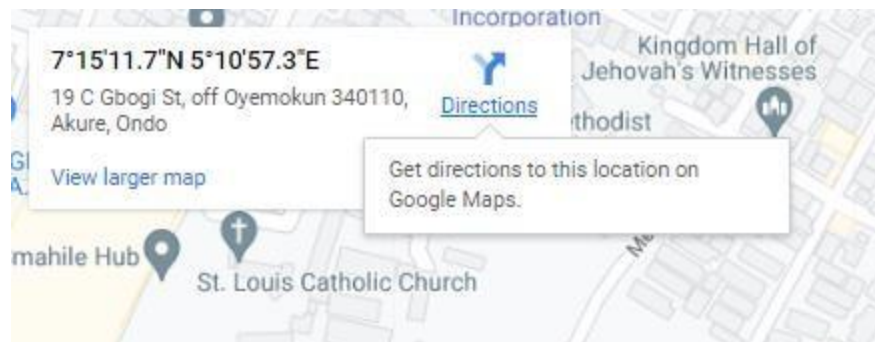 Incorporation
7°15'11.7"N 5°10'57.3"E
19 C Gbogi St, off Oyemokun 340110,
Akure, Ondo
Directions
View larger map
Get directions to this location on
Google Maps.
Kingdom Hall of
Jehovah's Witnesses
thodist
mahile Hub
St. Louis Catholic Church